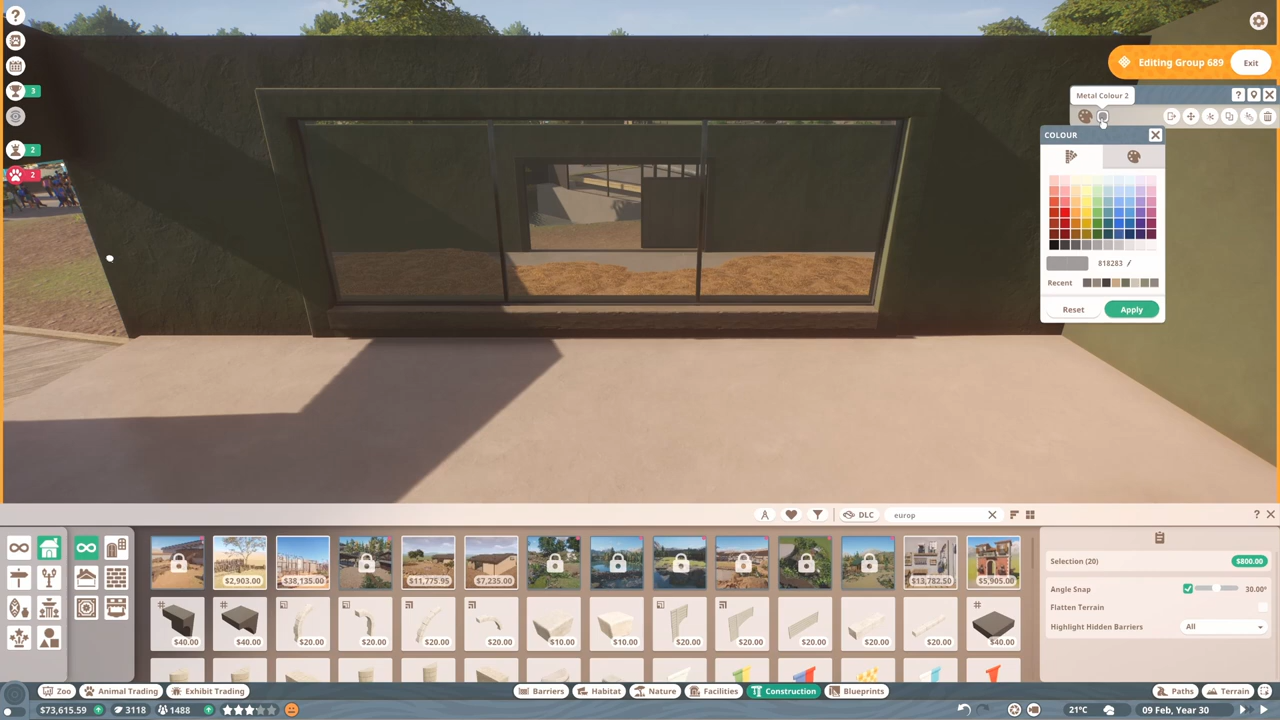 ?
Editing Group 689 Exit
3
Metal Colour 2
?
COLOUR
2
2
818283 /
Recent
Reset Apply
A DLC europ ?
$2,903.00 $38,135.00 $11,775.95 $7,235.00 $13,782.50 $5,905.00
Selection (20) $800.00
Angle Snap 30.00°
Flatten Terrain
Highlight Hidden Barriers All
$40.00 $40.00 $20.00 $20.00 $20.00 $20.00 $10.00 $10.00 $20.00 $20.00 $20.00 $20.00 $20.00 $40.00
Zoo Animal Trading Exhibit Trading Barriers Habitat Nature Facilities Construction Blueprints Paths Terrain
$73,615.59 3118 1488 21°C 09 Feb, Year 30